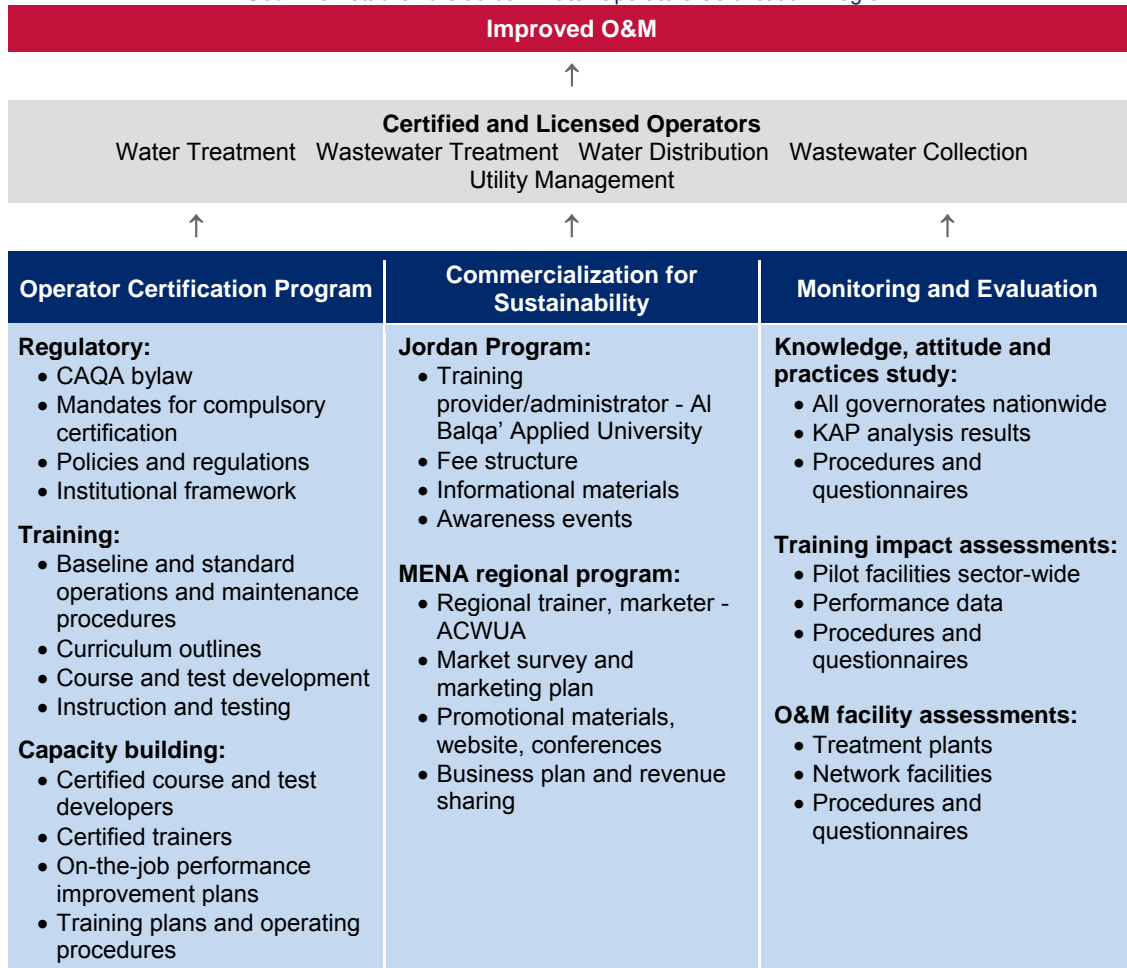 Improved O&M
↑
Certified and Licensed Operators
Water Treatment Wastewater Treatment Water Distribution Wastewater Collection
Utility Management
↑ ↑ ↑
Operator Certification Program
Regulatory:
• CAQA bylaw
• Mandates for compulsory
certification
• Policies and regulations
• Institutional framework
Training:
• Baseline and standard
operations and maintenance
procedures
• Curriculum outlines
• Course and test development
• Instruction and testing
Capacity building:
• Certified course and test
developers
• Certified trainers
• On-the-job performance
improvement plans
• Training plans and operating
procedures
Commercialization for
Sustainability
Jordan Program:
• Training
provider/administrator - Al
Balqa' Applied University
• Fee structure
• Informational materials
• Awareness events
MENA regional program:
• Regional trainer, marketer -
ACWUA
• Market survey and
marketing plan
• Promotional materials,
website, conferences
• Business plan and revenue
sharing
Monitoring and Evaluation
Knowledge, attitude and
practices study:
• All governorates nationwide
• KAP analysis results
• Procedures and
questionnaires
Training impact assessments:
• Pilot facilities sector-wide
• Performance data
• Procedures and
questionnaires
O&M facility assessments:
• Treatment plants
• Network facilities
• Procedures and
questionnaires